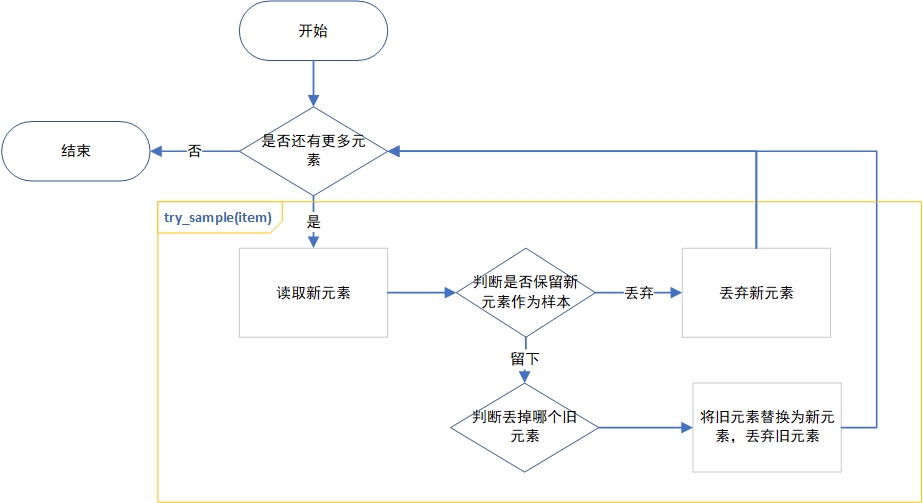 开始
是否还有更多元
素
否
结束
是
try_sample(item)
读取新元素
判断是否保留新
元素作为样本
丢弃
丢弃新元素
留下
判断丢掉哪个旧
元素
将旧元素替换为新元
素，丢弃旧元素